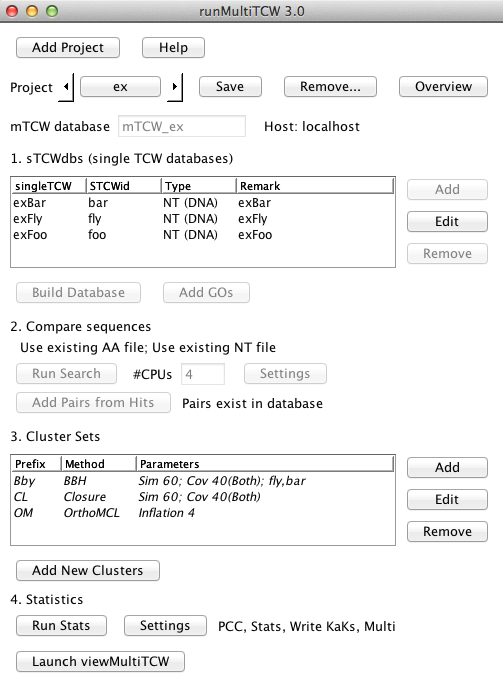 runMultiTCW 3.0
Add Project Help
Project ex Save Remove... Overview
mTCW database mTCW_ex Host: localhost
1. sTCWdbs (single TCW databases)
singleTCW STCWid Type Remark
exBar bar NT (DNA) exBar
exFly fly NT (DNA) exFly
exFoo foo NT (DNA) exFoo
Add
Edit
Remove
Build Database Add GOs
2. Compare sequences
Use existing AA file; Use existing NT file
Run Search #CPUs 4 Settings
Add Pairs from Hits Pairs exist in database
3. Cluster Sets
Prefix Method Parameters
Bby BBH Sim 60; Cov 40(Both); fly,bar
CL Closure Sim 60; Cov 40(Both)
OM OrthoMCL Inflation 4
Add
Edit
Remove
Add New Clusters
4. Statistics
Run Stats Settings PCC, Stats, Write KaKs, Multi
Launch viewMultiTCW